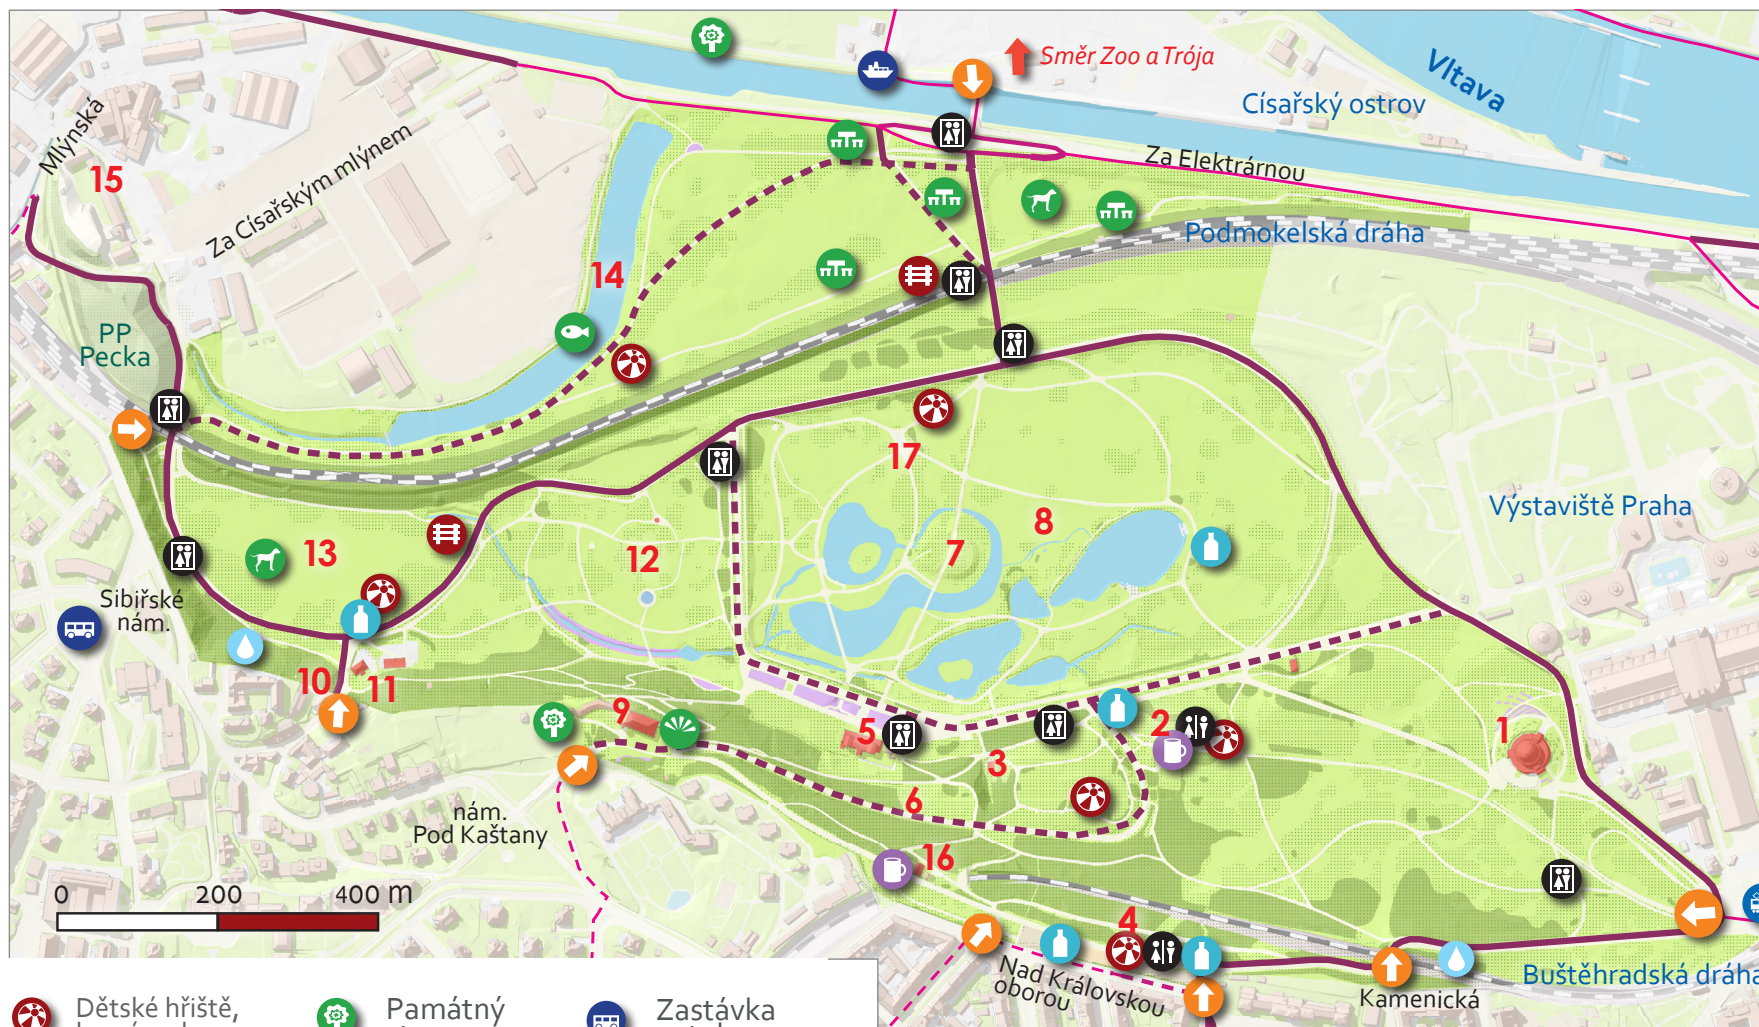 Směr Zoo a Trója
Vltava
Císařský ostrov
Mlýnská
15
Za Císařským mlýnem
Za Elektrárnou
Podmokelská dráha
14
PP
Pecka
17
Výstaviště Praha
8
7
13
12
Sibiřské
nám.
10
11
9
5
2
1
3
6
nám.
Pod Kaštany
16
0 200 400 m
4
Nad Královskou
oborou
Kamenická
Buštěhradská dráha
Dětské hřiště,
Památný
Zastávka